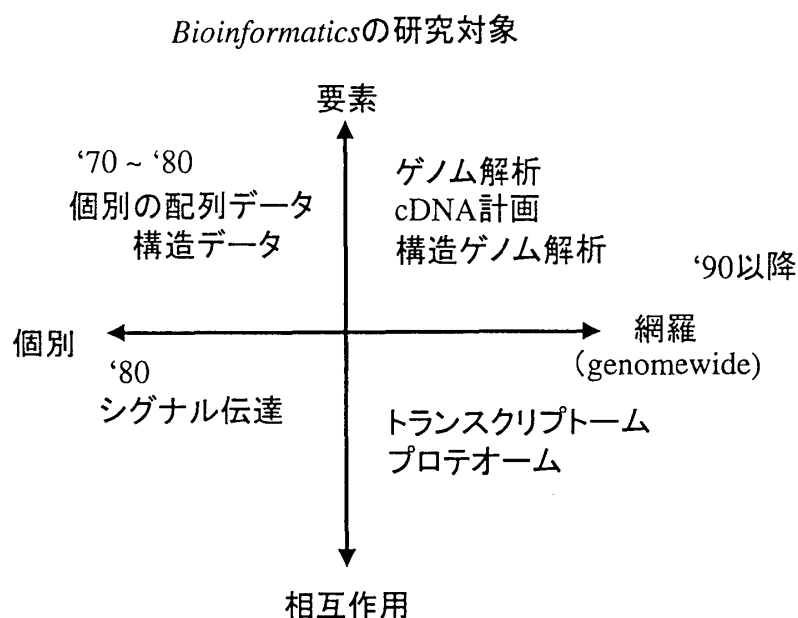 Bioinformaticsの研究対象
要素
‘70 ~ ‘80
個別の配列データ
構造データ
ゲノム解析
cDNA計画
構造ゲノム解析
‘90以降
個別
網羅
（genomewide)
‘80
シグナル伝達
トランスクリプトーム
プロテオーム
相互作用